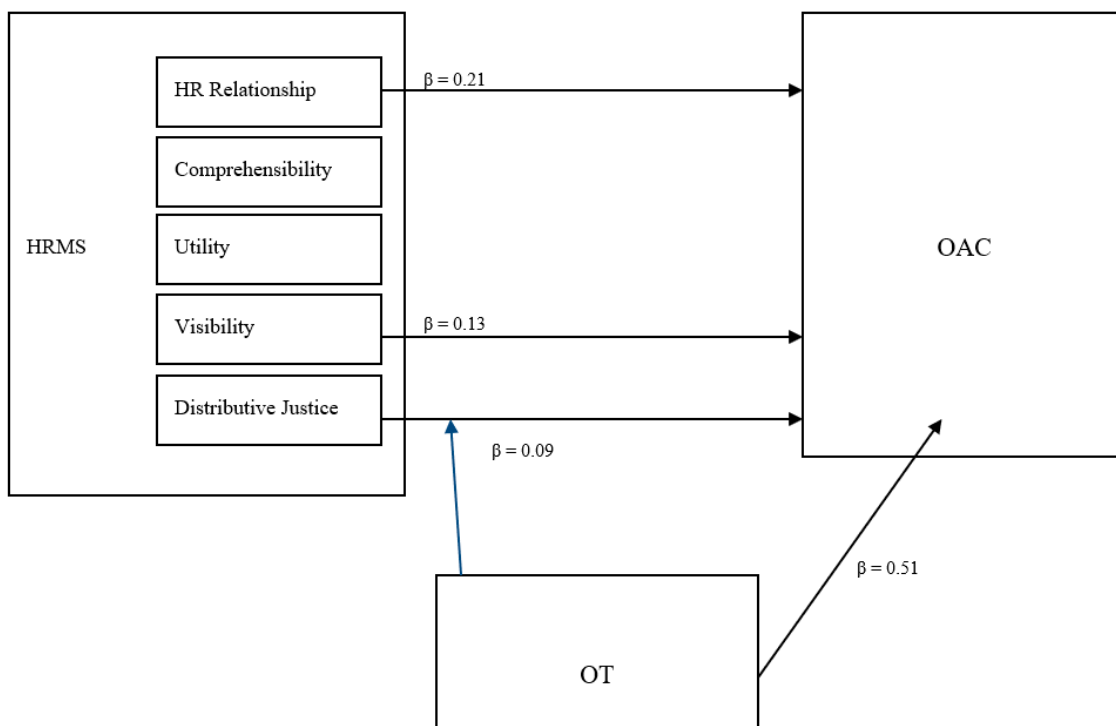 HR Relationship
β = 0.21
Comprehensibility
HRMS
Utility
OAC
Visibility
β = 0.13
Distributive Justice
β = 0.09
β = 0.51
OT